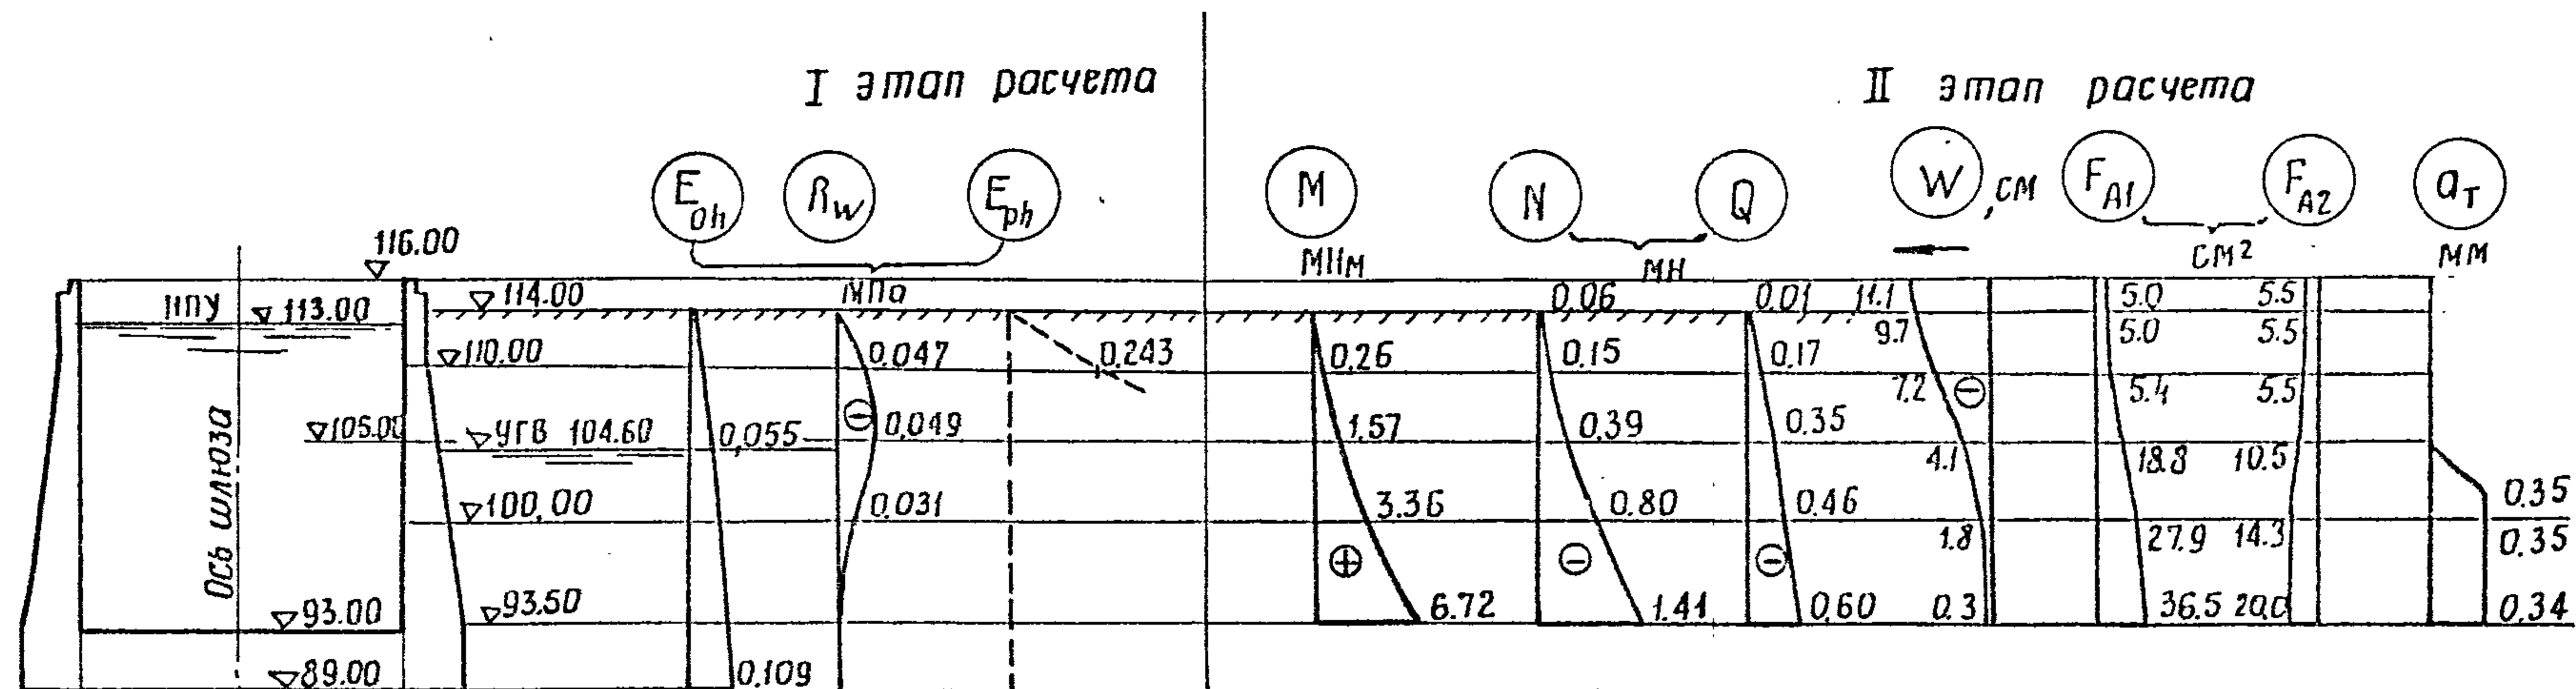 I этап расчета
II этап расчета
E0h Rw Eph M N Q W,см FA1 FA2 aT
МПа МНм МН см² мм
116.00
НПУ 113.00 114.00 0,06 0,01 11.1 5.0 5.5
9.7 5.0 5.5
110.00 0,047 0,243 0,26 0,15 0,17
7.2 ⊖ 5.4 5.5
105.00 УГВ 104.60 0,055 ⊖ 0,049 1,57 0,39 0,35
4.1 18.8 10.5
100,00 0,031 3.36 0,80 0,46 0,35
⊕ ⊖ ⊖ 1.8 27.9 14.3 0,35
93.00 93.50 6.72 1.41 0,60 0.3 36.5 20.0 0,34
89.00 0,109
Ось шлюза